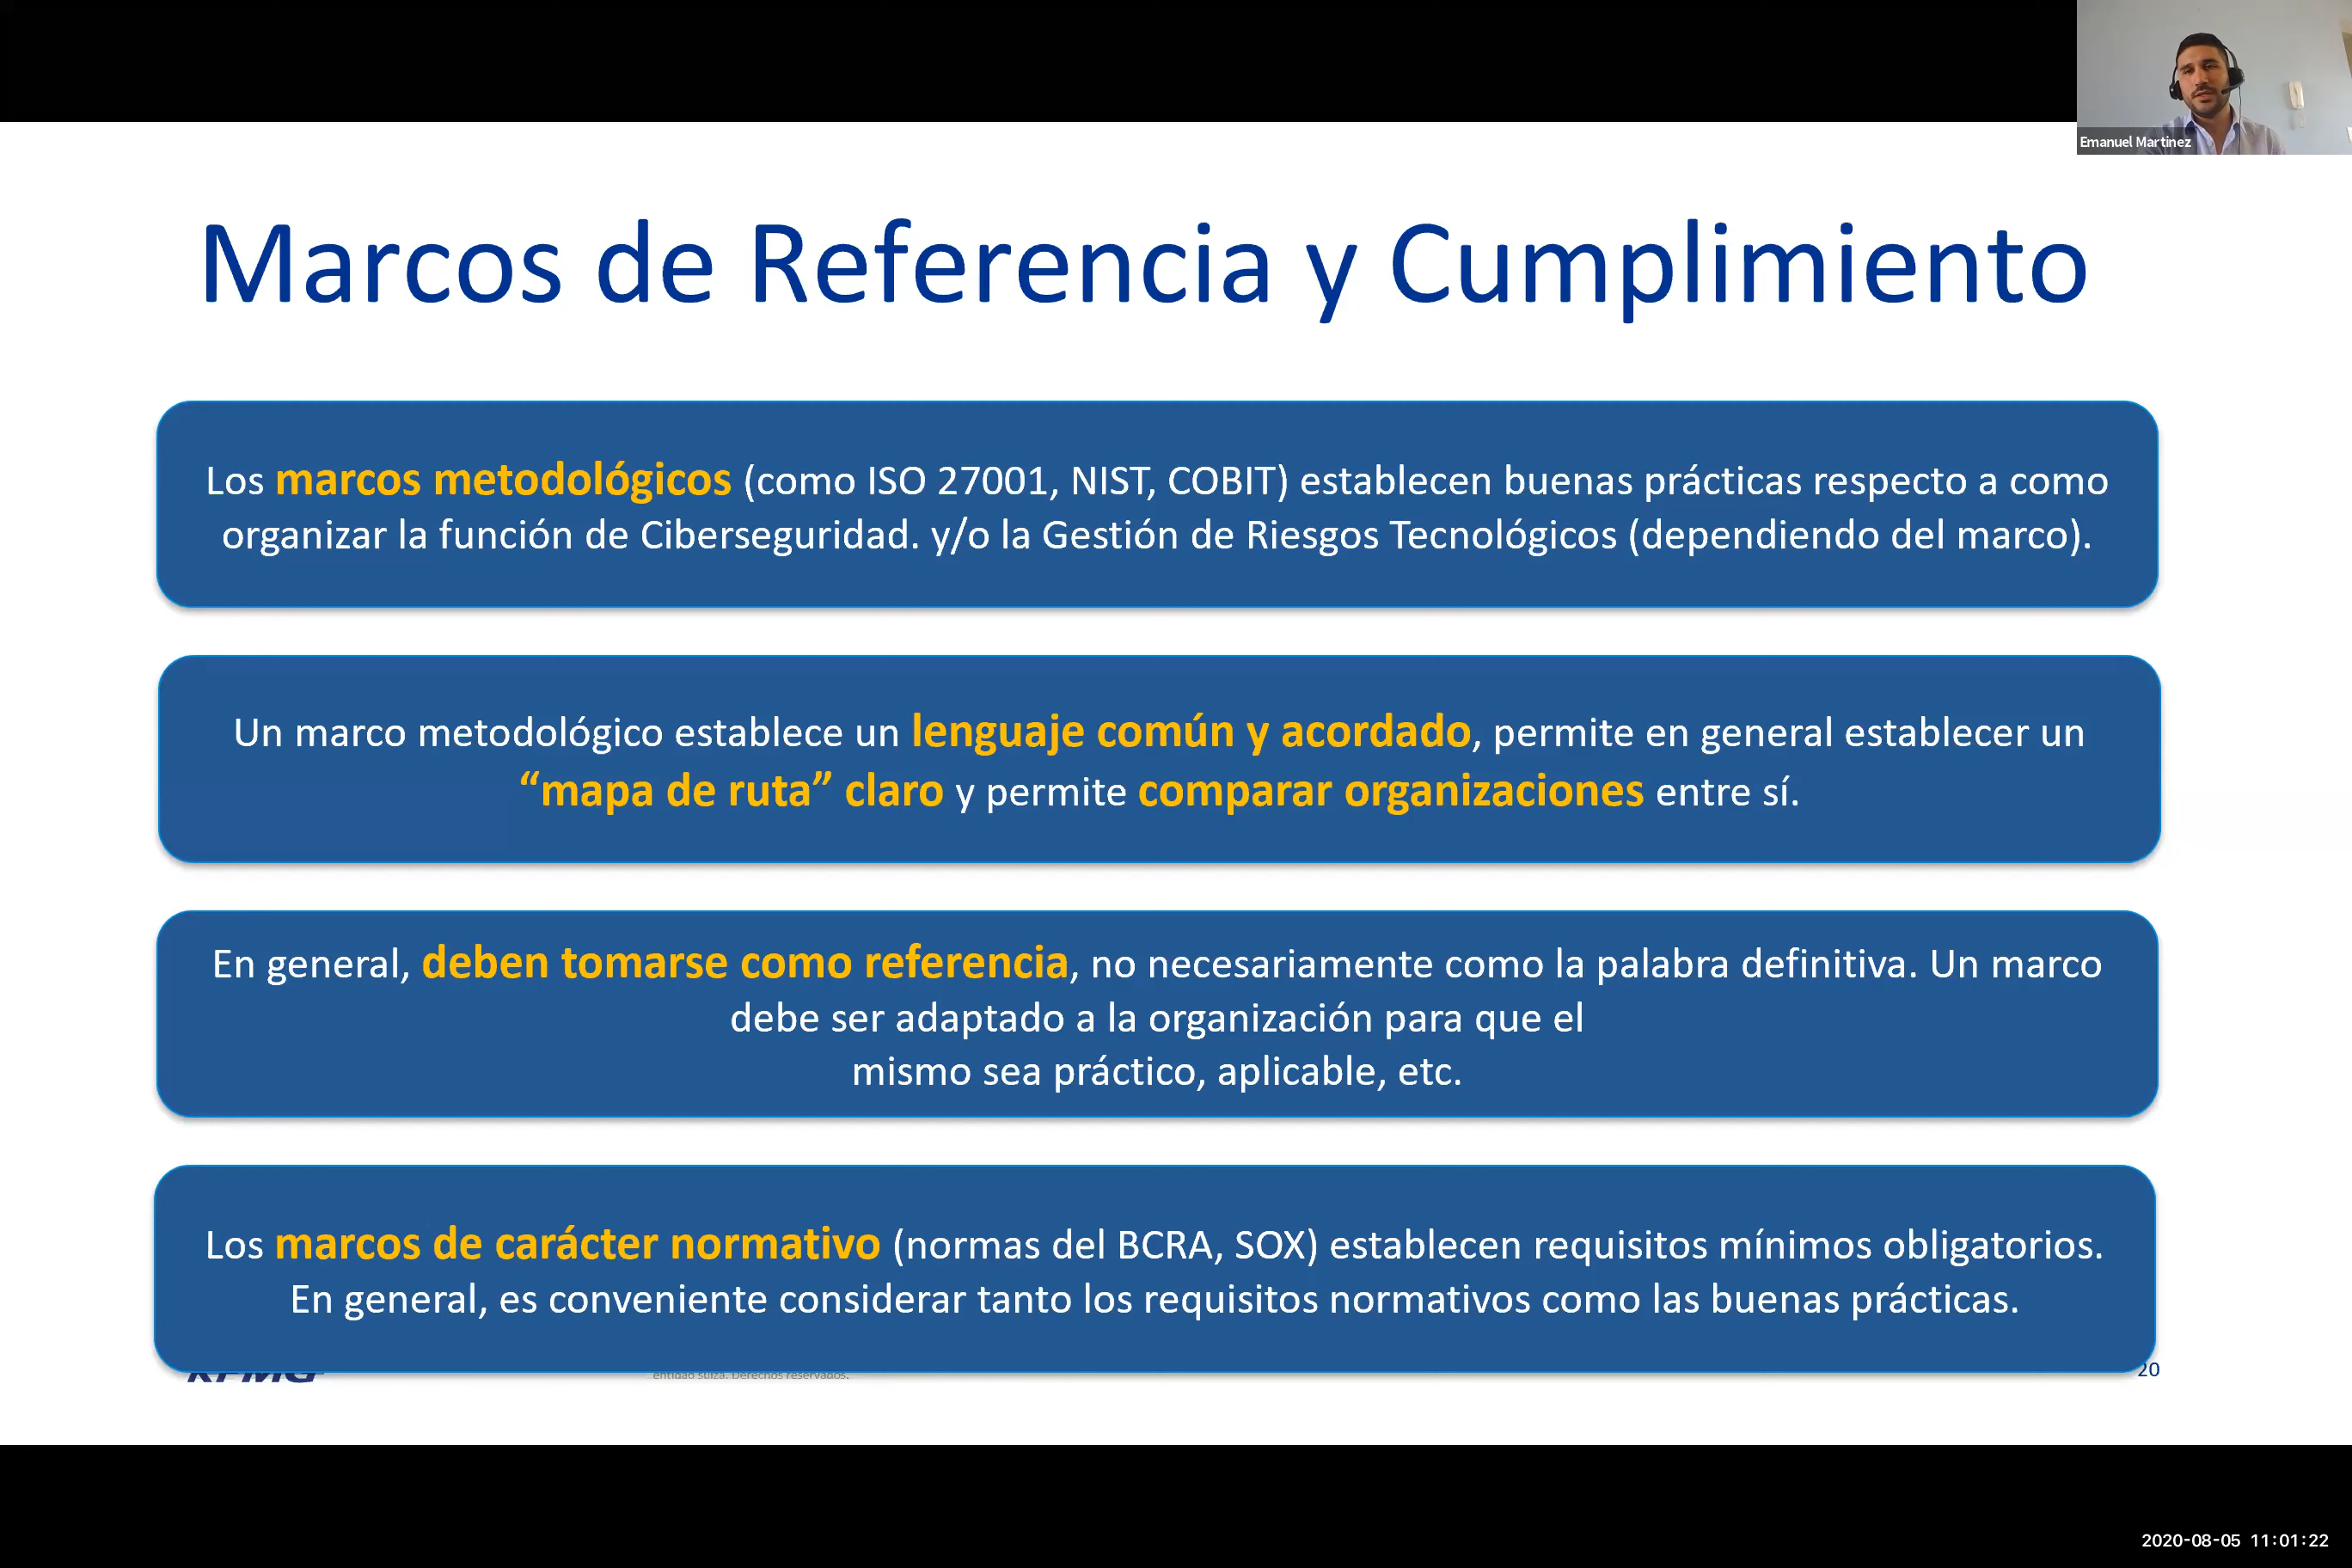 Emanuel Martinez
Marcos de Referencia y Cumplimiento
Los marcos metodológicos (como ISO 27001, NIST, COBIT) establecen buenas prácticas respecto a como
organizar la función de Ciberseguridad. y/o la Gestión de Riesgos Tecnológicos (dependiendo del marco).
Un marco metodológico establece un lenguaje común y acordado, permite en general establecer un
“mapa de ruta” claro y permite comparar organizaciones entre sí.
En general, deben tomarse como referencia, no necesariamente como la palabra definitiva. Un marco
debe ser adaptado a la organización para que el
mismo sea práctico, aplicable, etc.
Los marcos de carácter normativo (normas del BCRA, SOX) establecen requisitos mínimos obligatorios.
En general, es conveniente considerar tanto los requisitos normativos como las buenas prácticas.
KPMG
entidad suiza. Derechos reservados.
20
2020-08-05 11:01:22